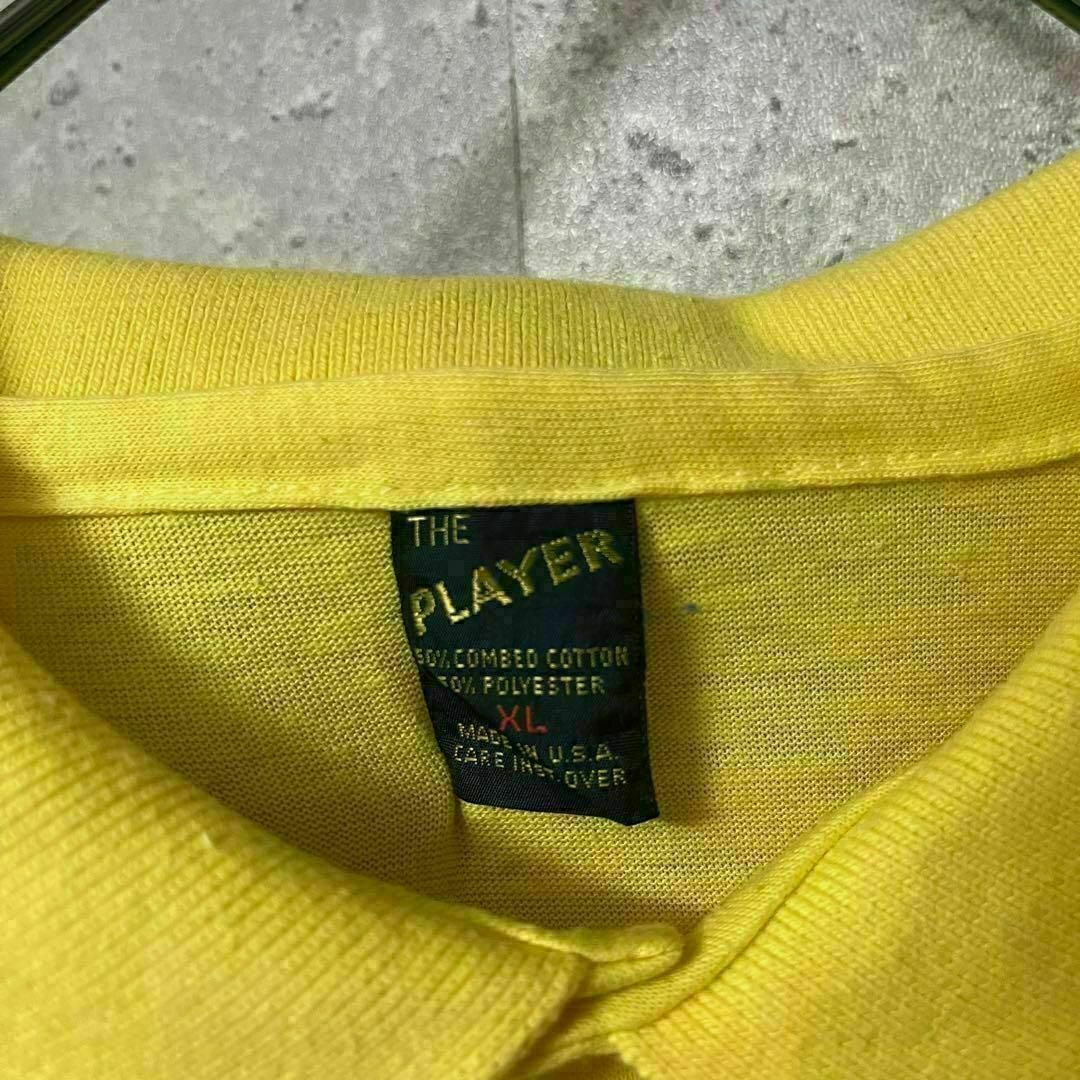 THE
PLAYER
50% COMBED COTTON
50% POLYESTER
XL
MADE IN U.S.A.
CARE INST. OVER